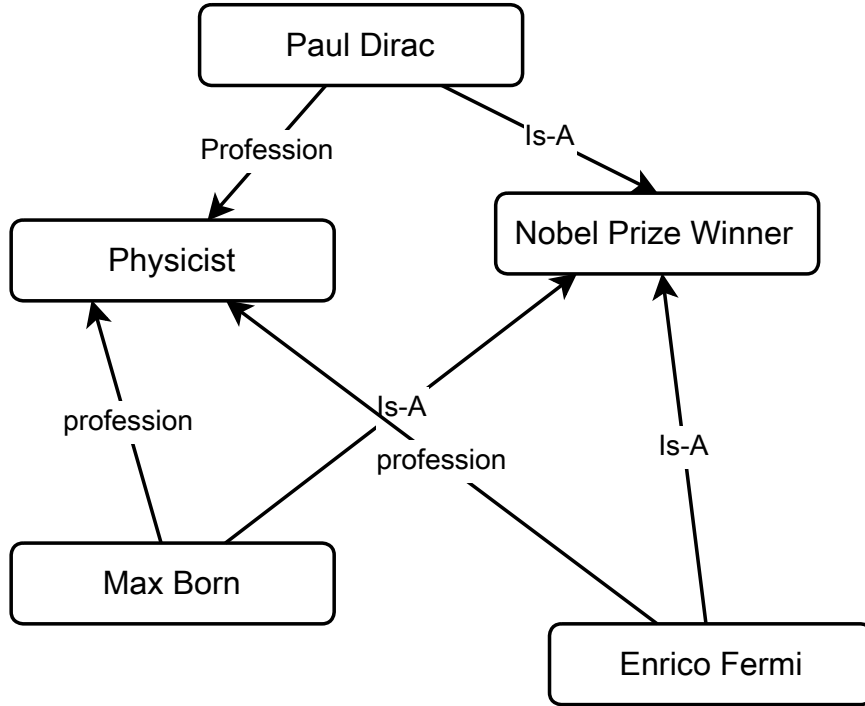 Paul Dirac
Is-A
Profession
Nobel Prize Winner
Physicist
Is-A
profession
Is-A
profession
Max Born
Enrico Fermi